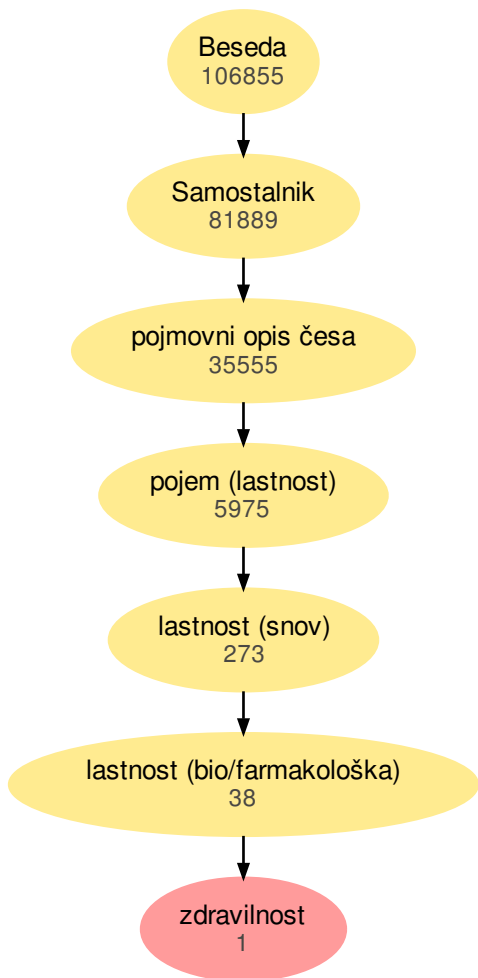 Beseda
106855
Samostalnik
81889
pojmovni opis česa
35555
pojem (lastnost)
5975
lastnost (snov)
273
lastnost (bio/farmakološka)
38
zdravilnost
1